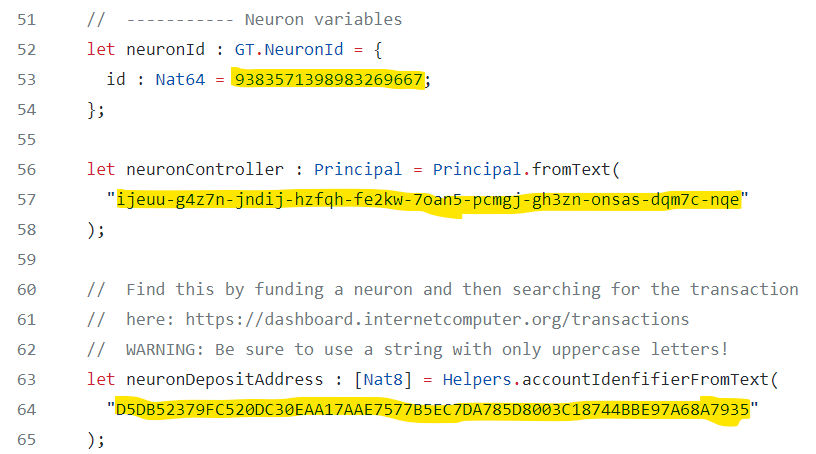 51 // ----------- Neuron variables
52 let neuronId : GT.NeuronId = {
53 id : Nat64 = 9383571398983269667;
54 };
55
56 let neuronController : Principal = Principal.fromText(
57 "ijeuu-g4z7n-jndij-hzfqh-fe2kw-7oan5-pcmgj-gh3zn-onsas-dqm7c-nqe"
58 );
59
60 // Find this by funding a neuron and then searching for the transaction
61 // here: https://dashboard.internetcomputer.org/transactions
62 // WARNING: Be sure to use a string with only uppercase letters!
63 let neuronDepositAddress : [Nat8] = Helpers.accountIdenfifierFromText(
64 "D5DB52379FC520DC30EAA17AAE7577B5EC7DA785D8003C18744BBE97A68A7935"
65 );